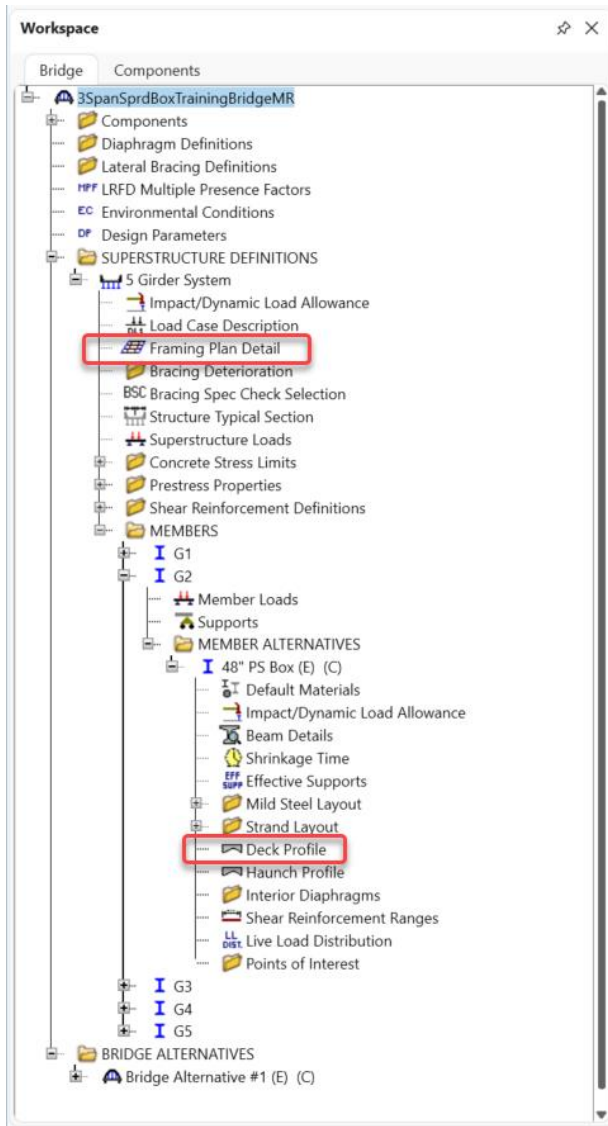 Workspace
Bridge Components
3SpanSprdBoxTrainingBridgeMR
Components
Diaphragm Definitions
Lateral Bracing Definitions
MPF LRFD Multiple Presence Factors
EC Environmental Conditions
DP Design Parameters
SUPERSTRUCTURE DEFINITIONS
5 Girder System
Impact/Dynamic Load Allowance
DL1 Load Case Description
Framing Plan Detail
Bracing Deterioration
BSC Bracing Spec Check Selection
Structure Typical Section
Superstructure Loads
Concrete Stress Limits
Prestress Properties
Shear Reinforcement Definitions
MEMBERS
G1
G2
Member Loads
Supports
MEMBER ALTERNATIVES
48" PS Box (E) (C)
Default Materials
Impact/Dynamic Load Allowance
Beam Details
Shrinkage Time
EFF SUPP Effective Supports
Mild Steel Layout
Strand Layout
Deck Profile
Haunch Profile
Interior Diaphragms
Shear Reinforcement Ranges
LL DIST. Live Load Distribution
Points of Interest
G3
G4
G5
BRIDGE ALTERNATIVES
Bridge Alternative #1 (E) (C)